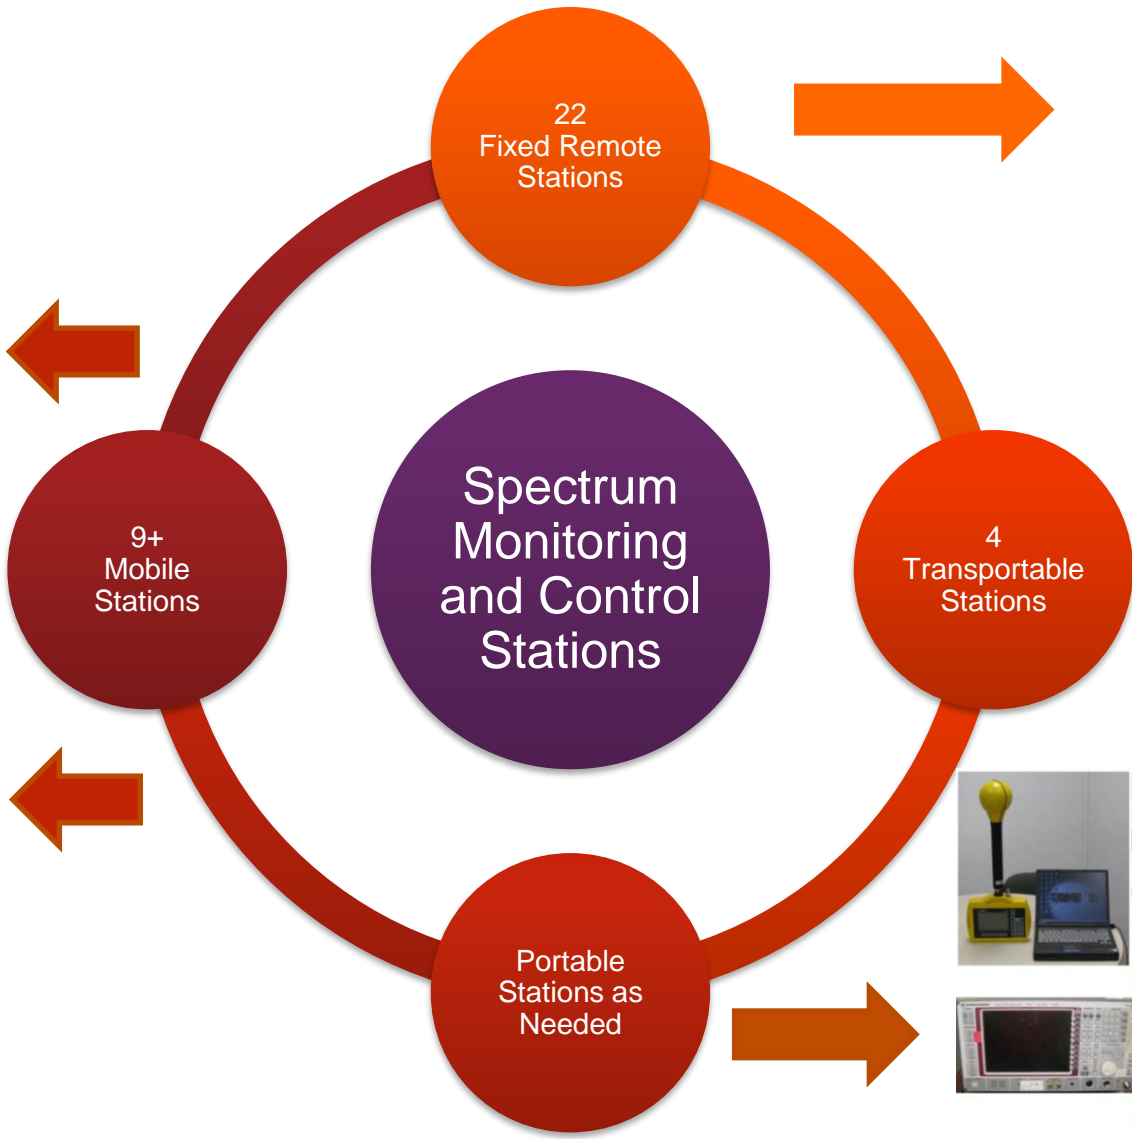 22
Fixed Remote
Stations
9+
Mobile
Stations
Spectrum
Monitoring
and Control
Stations
4
Transportable
Stations
Portable
Stations as
Needed